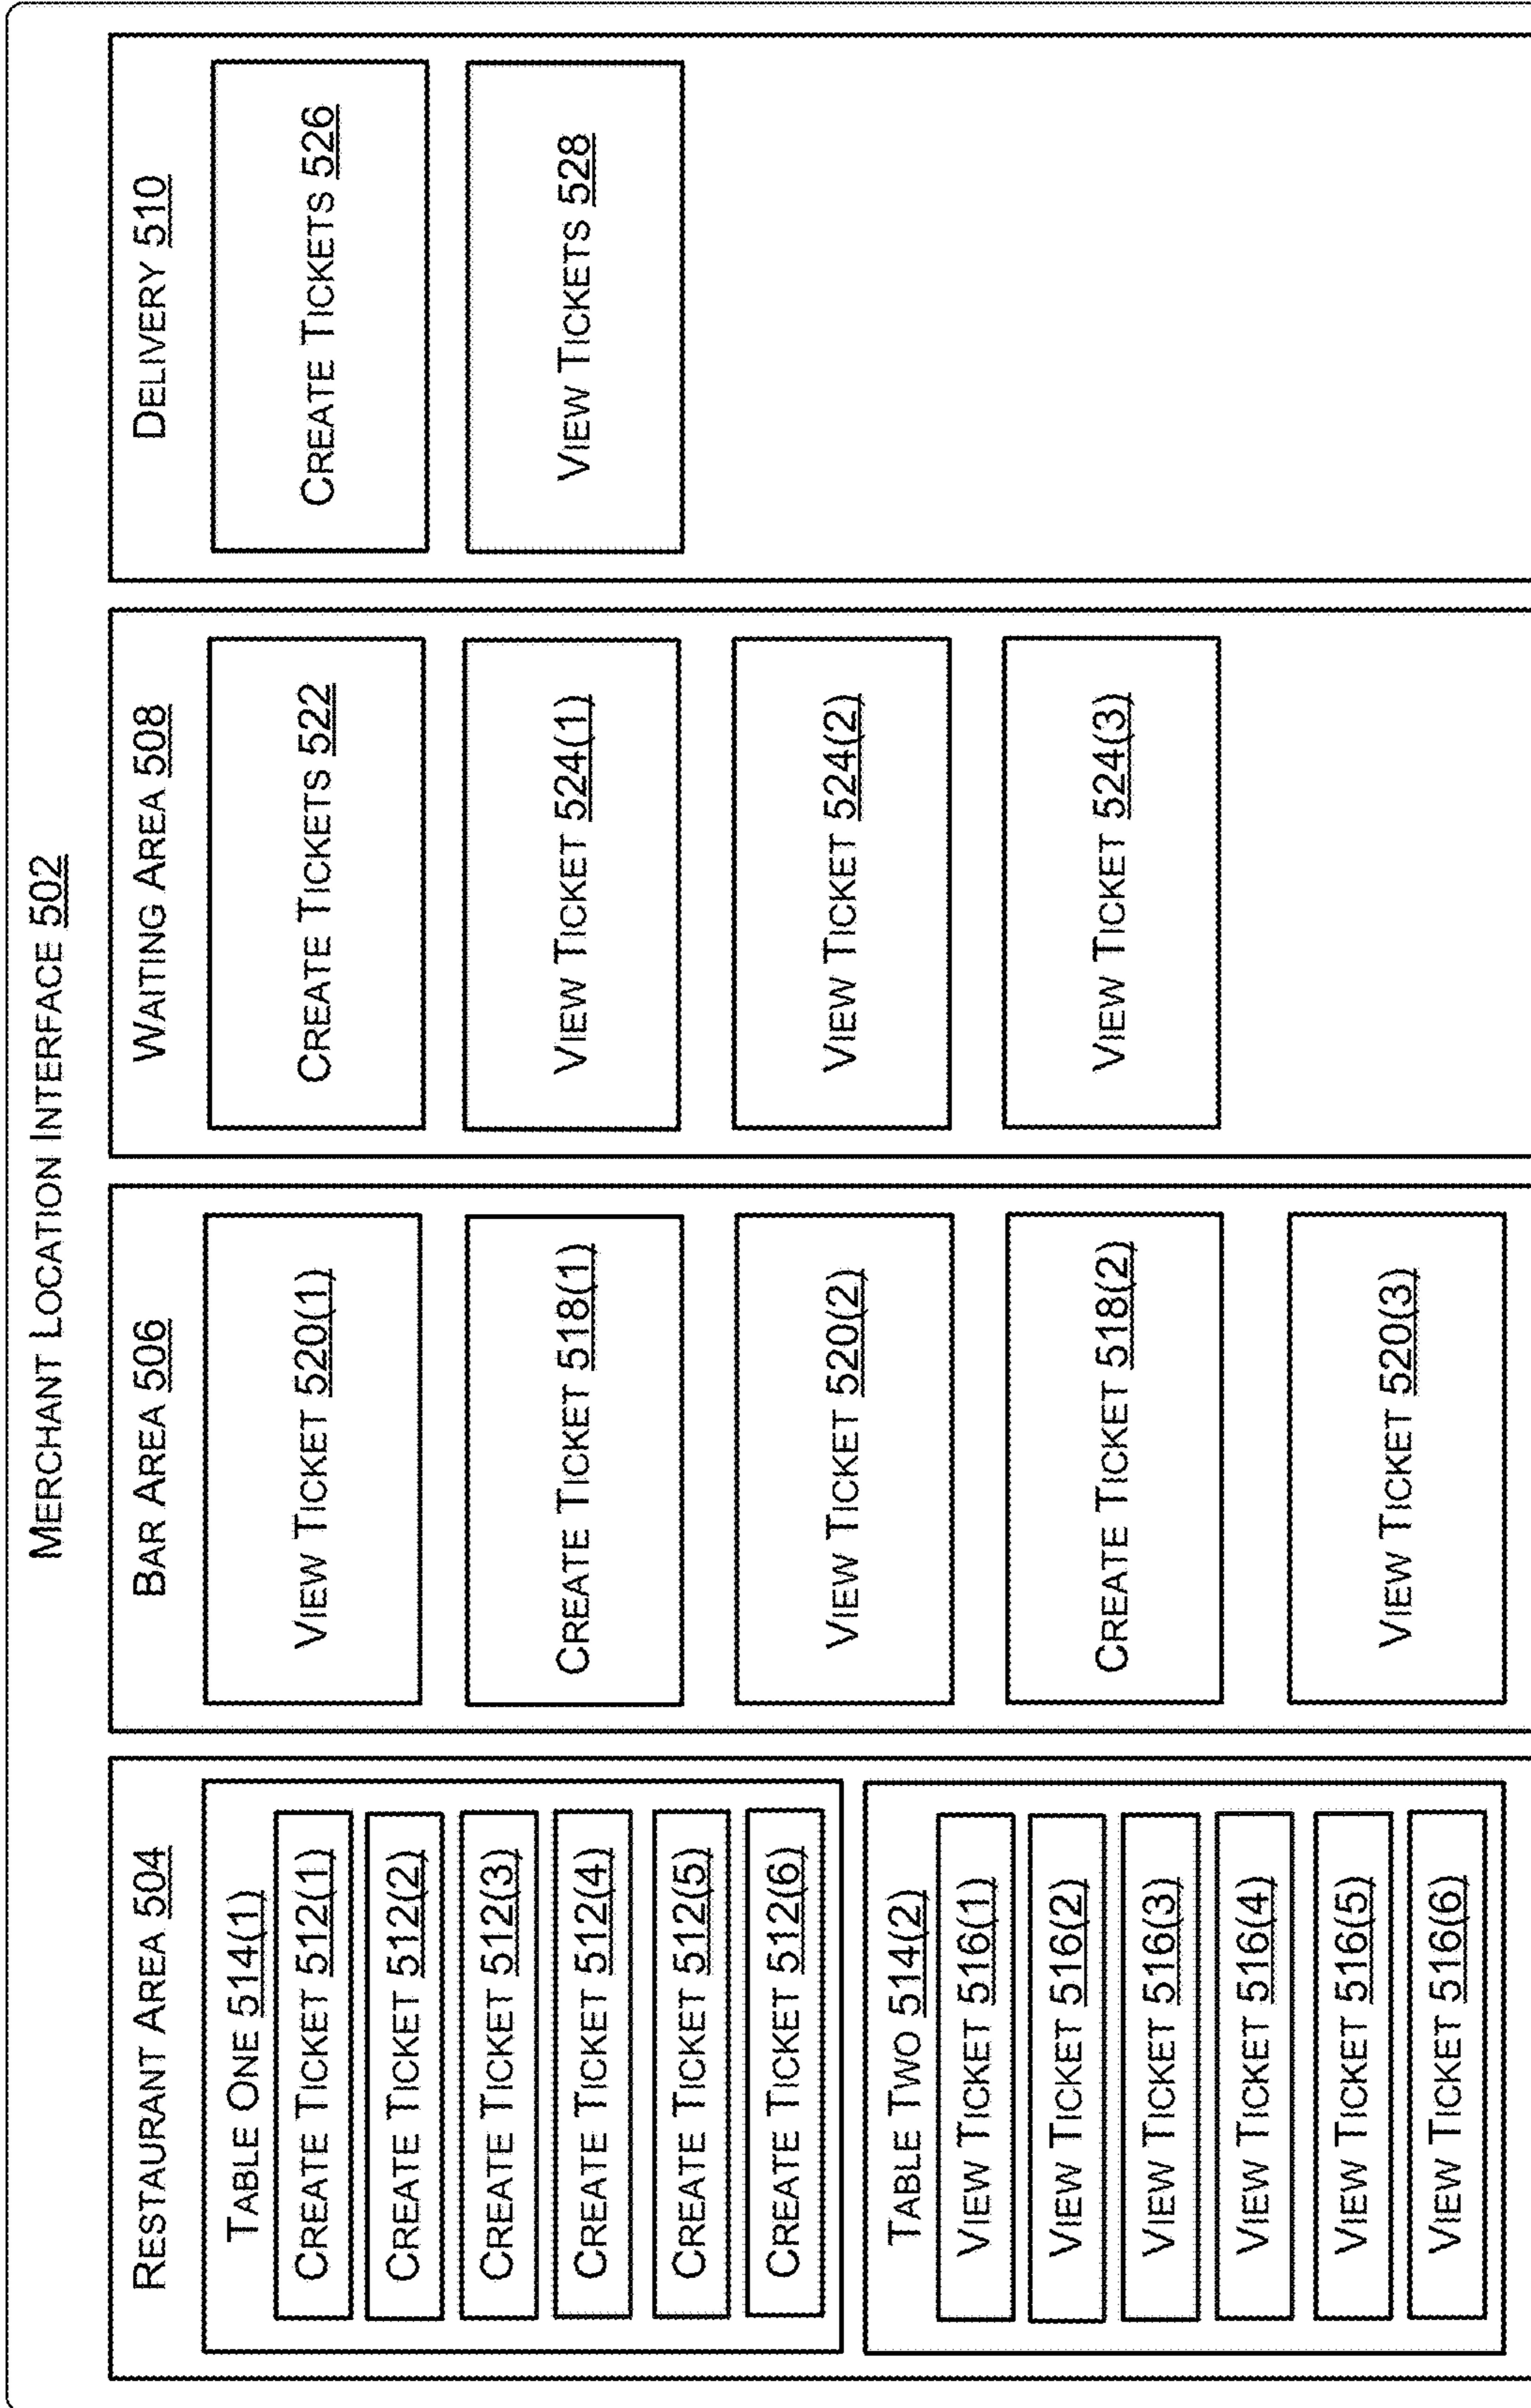 MERCHANT LOCATION INTERFACE 502
RESTAURANT AREA 504
TABLE ONE 514(1)
CREATE TICKET 512(1)
CREATE TICKET 512(2)
CREATE TICKET 512(3)
CREATE TICKET 512(4)
CREATE TICKET 512(5)
CREATE TICKET 512(6)
TABLE TWO 514(2)
VIEW TICKET 516(1)
VIEW TICKET 516(2)
VIEW TICKET 516(3)
VIEW TICKET 516(4)
VIEW TICKET 516(5)
VIEW TICKET 516(6)
BAR AREA 506
VIEW TICKET 520(1)
CREATE TICKET 518(1)
VIEW TICKET 520(2)
CREATE TICKET 518(2)
VIEW TICKET 520(3)
WAITING AREA 508
CREATE TICKETS 522
VIEW TICKET 524(1)
VIEW TICKET 524(2)
VIEW TICKET 524(3)
DELIVERY 510
CREATE TICKETS 526
VIEW TICKETS 528